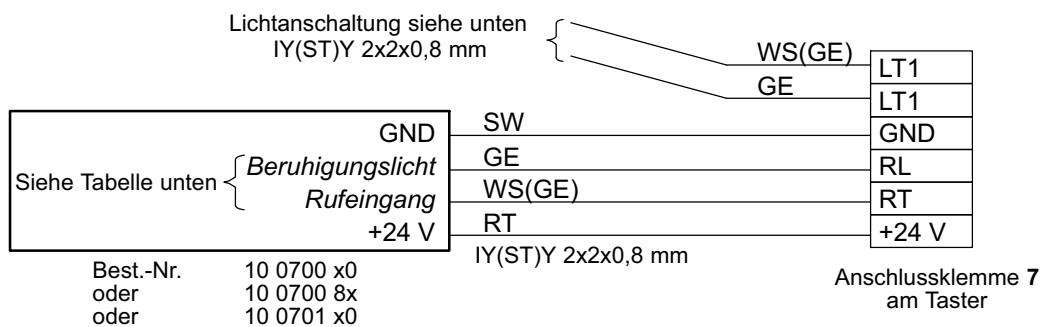 Lichtanschaltung siehe unten
IY(ST)Y 2x2x0,8 mm
WS(GE)
LT1
GE
LT1
GND
SW
GND
Siehe Tabelle unten
Beruhigungslicht
GE
RL
Rufeingang
WS(GE)
RT
+24 V
RT
+24 V
IY(ST)Y 2x2x0,8 mm
Best.-Nr. 10 0700 x0
oder 10 0700 8x
oder 10 0701 x0
Anschlussklemme 7
am Taster